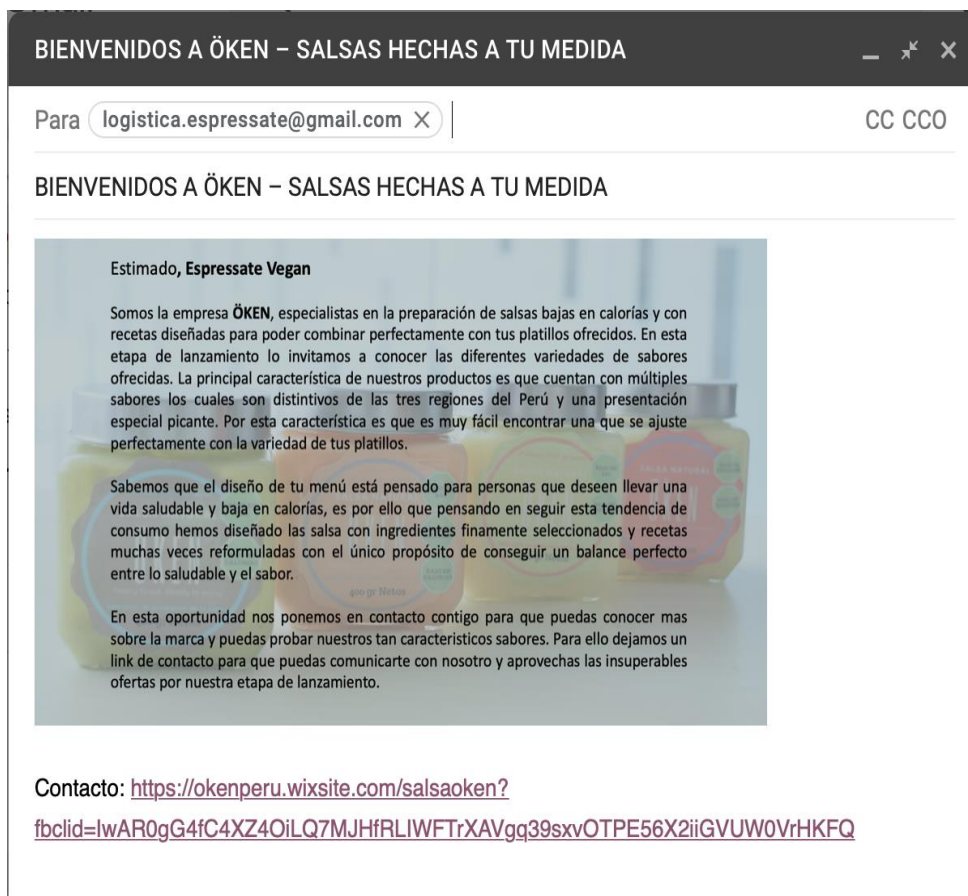 BIENVENIDOS A ÖKEN – SALSAS HECHAS A TU MEDIDA
Para logistica.espressate@gmail.com CC CCO
BIENVENIDOS A ÖKEN – SALSAS HECHAS A TU MEDIDA
Estimado, Espressate Vegan
Somos la empresa ÖKEN, especialistas en la preparación de salsas bajas en calorías y con
recetas diseñadas para poder combinar perfectamente con tus platillos ofrecidos. En esta
etapa de lanzamiento lo invitamos a conocer las diferentes variedades de sabores
ofrecidas. La principal característica de nuestros productos es que cuentan con múltiples
sabores los cuales son distintivos de las tres regiones del Perú y una presentación
especial picante. Por esta característica es que es muy fácil encontrar una que se ajuste
perfectamente con la variedad de tus platillos.
Sabemos que el diseño de tu menú está pensado para personas que deseen llevar una
vida saludable y baja en calorías, es por ello que pensando en seguir esta tendencia de
consumo hemos diseñado las salsa con ingredientes finamente seleccionados y recetas
muchas veces reformuladas con el único propósito de conseguir un balance perfecto
entre lo saludable y el sabor.
En esta oportunidad nos ponemos en contacto contigo para que puedas conocer mas
sobre la marca y puedas probar nuestros tan caracteristicos sabores. Para ello dejamos un
link de contacto para que puedas comunicarte con nosotro y aprovechas las insuperables
ofertas por nuestra etapa de lanzamiento.
ÖKEN
400 gr Netos
SALSA NATURAL
ÖKEN
Contacto: https://okenperu.wixsite.com/salsaoken?
fbclid=IwAR0gG4fC4XZ4OiLQ7MJHfRLIWFTrXAVgq39sxvOTPE56X2iiGVUW0VrHKFQ